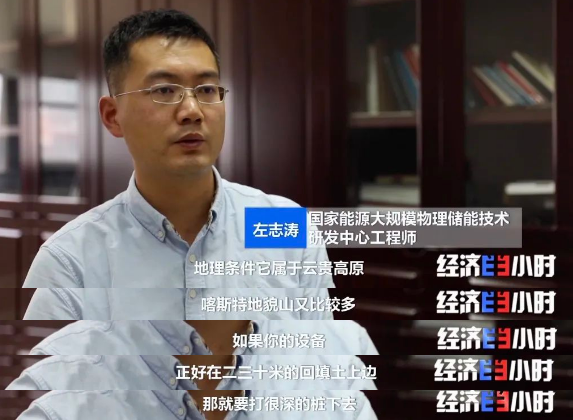 左志涛
国家能源大规模物理储能技术
研发中心工程师
地理条件它属于云贵高原
经济半小时
喀斯特地貌山又比较多
经济半小时
如果你的设备
经济半小时
正好在二三十米的回填土上边
经济半小时
那就要打很深的桩下去
经济半小时